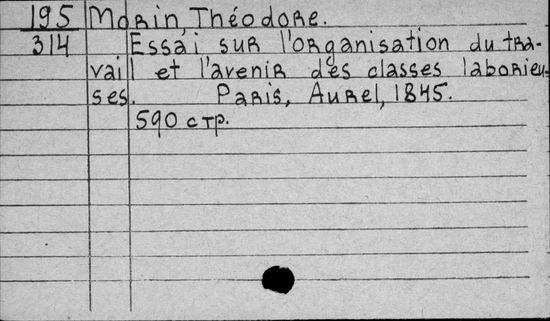 195 Morin, Théodore.
314 Essai sur l'organisation du tra-
vail et l'avenir des classes laborieu-
ses. Paris, Aurel, 1845.
590 стр.